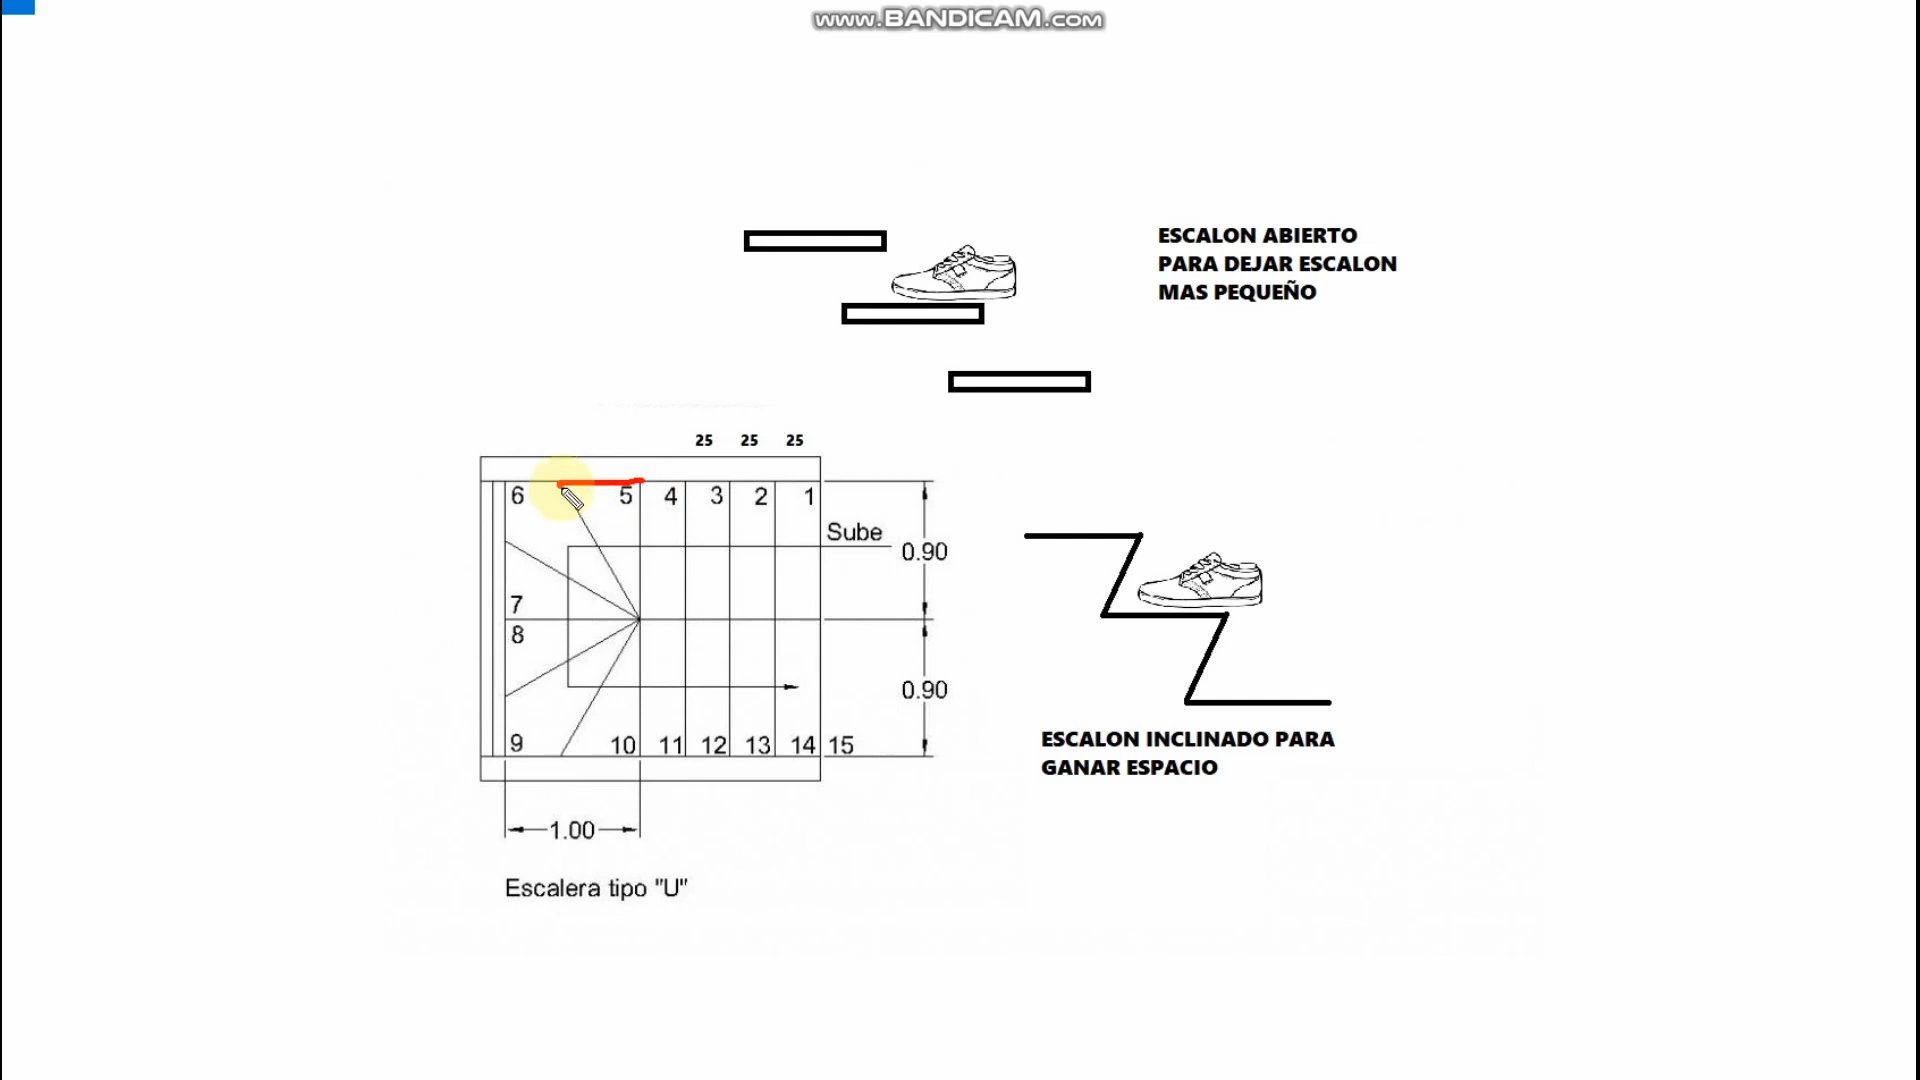 www.BANDICAM.com
ESCALON ABIERTO
PARA DEJAR ESCALON
MAS PEQUEÑO
25 25 25
6 5 4 3 2 1
Sube
0.90
7
8
0.90
9 10 11 12 13 14 15
1.00
Escalera tipo "U"
ESCALON INCLINADO PARA
GANAR ESPACIO